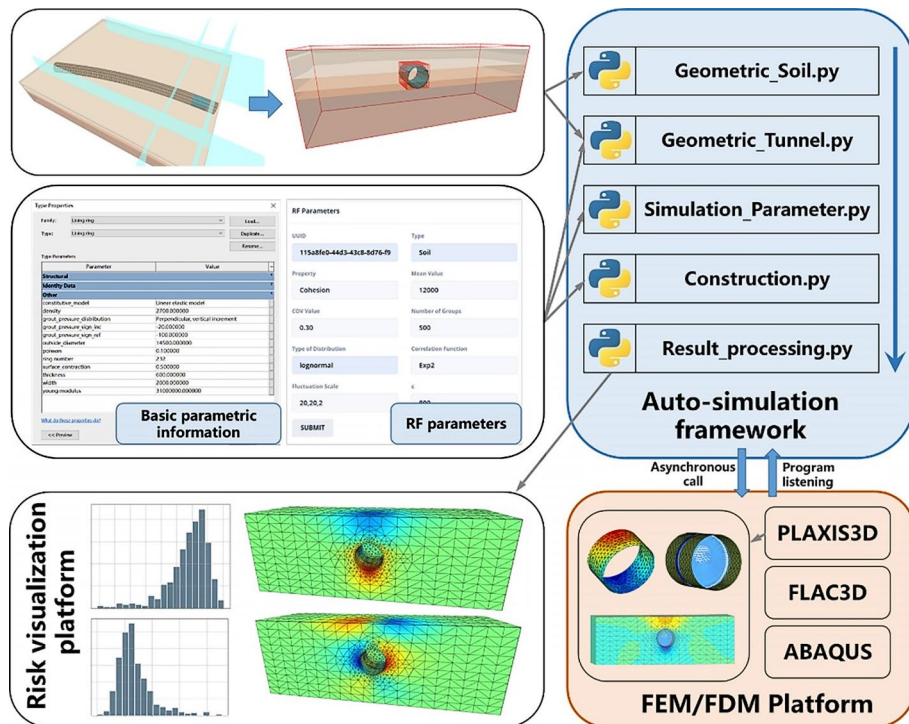 Geometric_Soil.py
Geometric_Tunnel.py
Simulation_Parameter.py
Construction.py
Result_processing.py
Auto-simulation
framework
Type Properties
Family: Lining ring Load...
Type: Lining ring Duplicate...
Rename...
Type Parameters
Parameter Value
Structural
Identity Data
Other
constitutive_model Linear elastic model
density 2700.000000
grout_pressure_distribution Perpendicular, vertical increment
grout_pressure_sign_inc -20.000000
grout_pressure_sign_ref -100.000000
outside_diameter 14500.000000
poisson 0.100000
ring number 232
surface_contraction 0.500000
thickness 600.000000
width 2000.000000
young modulus 31000000.000000
What do these properties do?
<< Preview
Basic parametric
information
RF Parameters
UUID Type
115a8fe0-44d3-43c8-8d76-f9 Soil
Property Mean Value
Cohesion 12000
COV Value Number of Groups
0.30 500
Type of Distribution Correlation Function
lognormal Exp2
Fluctuation Scale
20,20,2
SUBMIT
RF parameters
Asynchronous
call
Program
listening
Risk visualization
platform
PLAXIS3D
FLAC3D
ABAQUS
FEM/FDM Platform